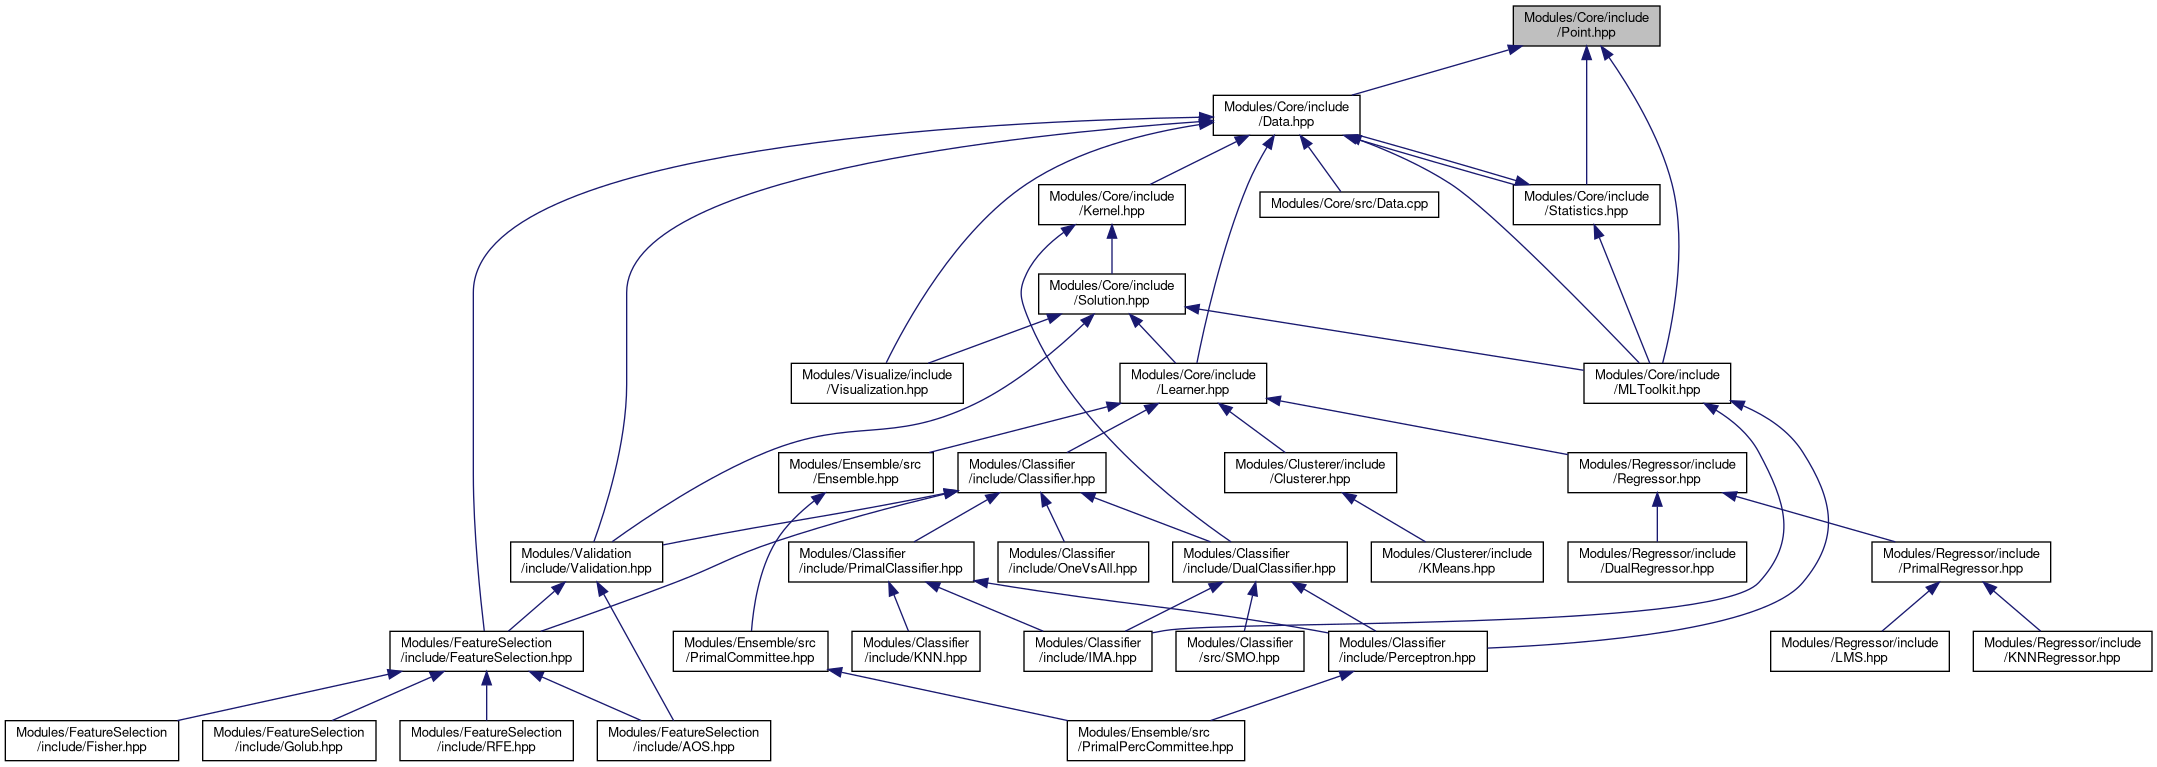 Modules/Core/include
/Point.hpp
Modules/Core/include
/Data.hpp
Modules/Core/include
/Kernel.hpp
Modules/Core/src/Data.cpp
Modules/Core/include
/Statistics.hpp
Modules/Core/include
/Solution.hpp
Modules/Visualize/include
/Visualization.hpp
Modules/Core/include
/Learner.hpp
Modules/Core/include
/MLToolkit.hpp
Modules/Ensemble/src
/Ensemble.hpp
Modules/Classifier
/include/Classifier.hpp
Modules/Clusterer/include
/Clusterer.hpp
Modules/Regressor/include
/Regressor.hpp
Modules/Validation
/include/Validation.hpp
Modules/Classifier
/include/PrimalClassifier.hpp
Modules/Classifier
/include/OneVsAll.hpp
Modules/Classifier
/include/DualClassifier.hpp
Modules/Clusterer/include
/KMeans.hpp
Modules/Regressor/include
/DualRegressor.hpp
Modules/Regressor/include
/PrimalRegressor.hpp
Modules/FeatureSelection
/include/FeatureSelection.hpp
Modules/Ensemble/src
/PrimalCommittee.hpp
Modules/Classifier
/include/KNN.hpp
Modules/Classifier
/include/IMA.hpp
Modules/Classifier
/src/SMO.hpp
Modules/Classifier
/include/Perceptron.hpp
Modules/Regressor/include
/LMS.hpp
Modules/Regressor/include
/KNNRegressor.hpp
Modules/FeatureSelection
/include/Fisher.hpp
Modules/FeatureSelection
/include/Golub.hpp
Modules/FeatureSelection
/include/RFE.hpp
Modules/FeatureSelection
/include/AOS.hpp
Modules/Ensemble/src
/PrimalPercCommittee.hpp